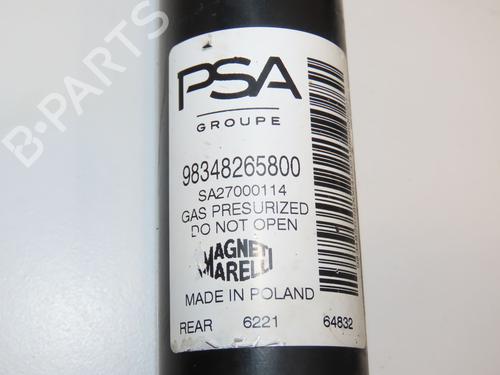 PSA
GROUPE
98348265800
SA27000114
GAS PRESURIZED
DO NOT OPEN
MAGNETI
MARELLI
MADE IN POLAND
REAR 6221 64832
B-PARTS